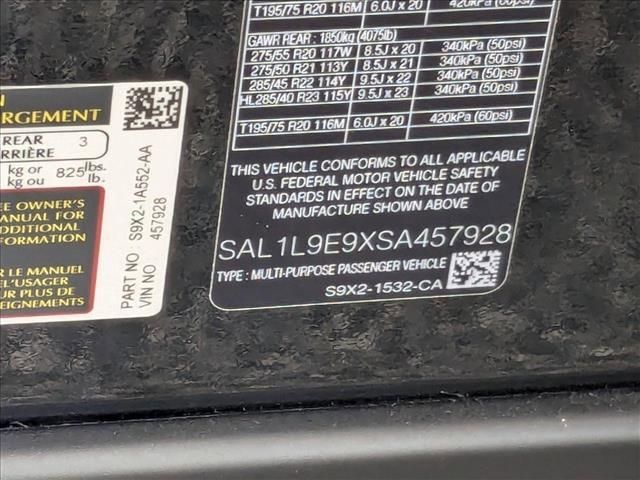 T195/75 R20 116M 6.0J x 20 420kPa (60psi)
GAWR REAR : 1850kg (4075lb)
275/55 R20 117W 8.5J x 20 340kPa (50psi)
275/50 R21 113Y 8.5J x 21 340kPa (50psi)
285/45 R22 114Y 9.5J x 22 340kPa (50psi)
HL285/40 R23 115Y 9.5J x 23 340kPa (50psi)
T195/75 R20 116M 6.0J x 20 420kPa (60psi)
THIS VEHICLE CONFORMS TO ALL APPLICABLE
U.S. FEDERAL MOTOR VEHICLE SAFETY
STANDARDS IN EFFECT ON THE DATE OF
MANUFACTURE SHOWN ABOVE
SAL1L9E9XSA457928
TYPE : MULTI-PURPOSE PASSENGER VEHICLE
S9X2-1532-CA
RGEMENT
REAR 3
RRIÈRE
kg or 825 lbs.
kg ou lb.
EE OWNER'S
MANUAL FOR
ADDITIONAL
FORMATION
R LE MANUEL
L'USAGER
UR PLUS DE
EIGNEMENTS
PART NO : S9X2-1A552-AA
VIN NO 457928